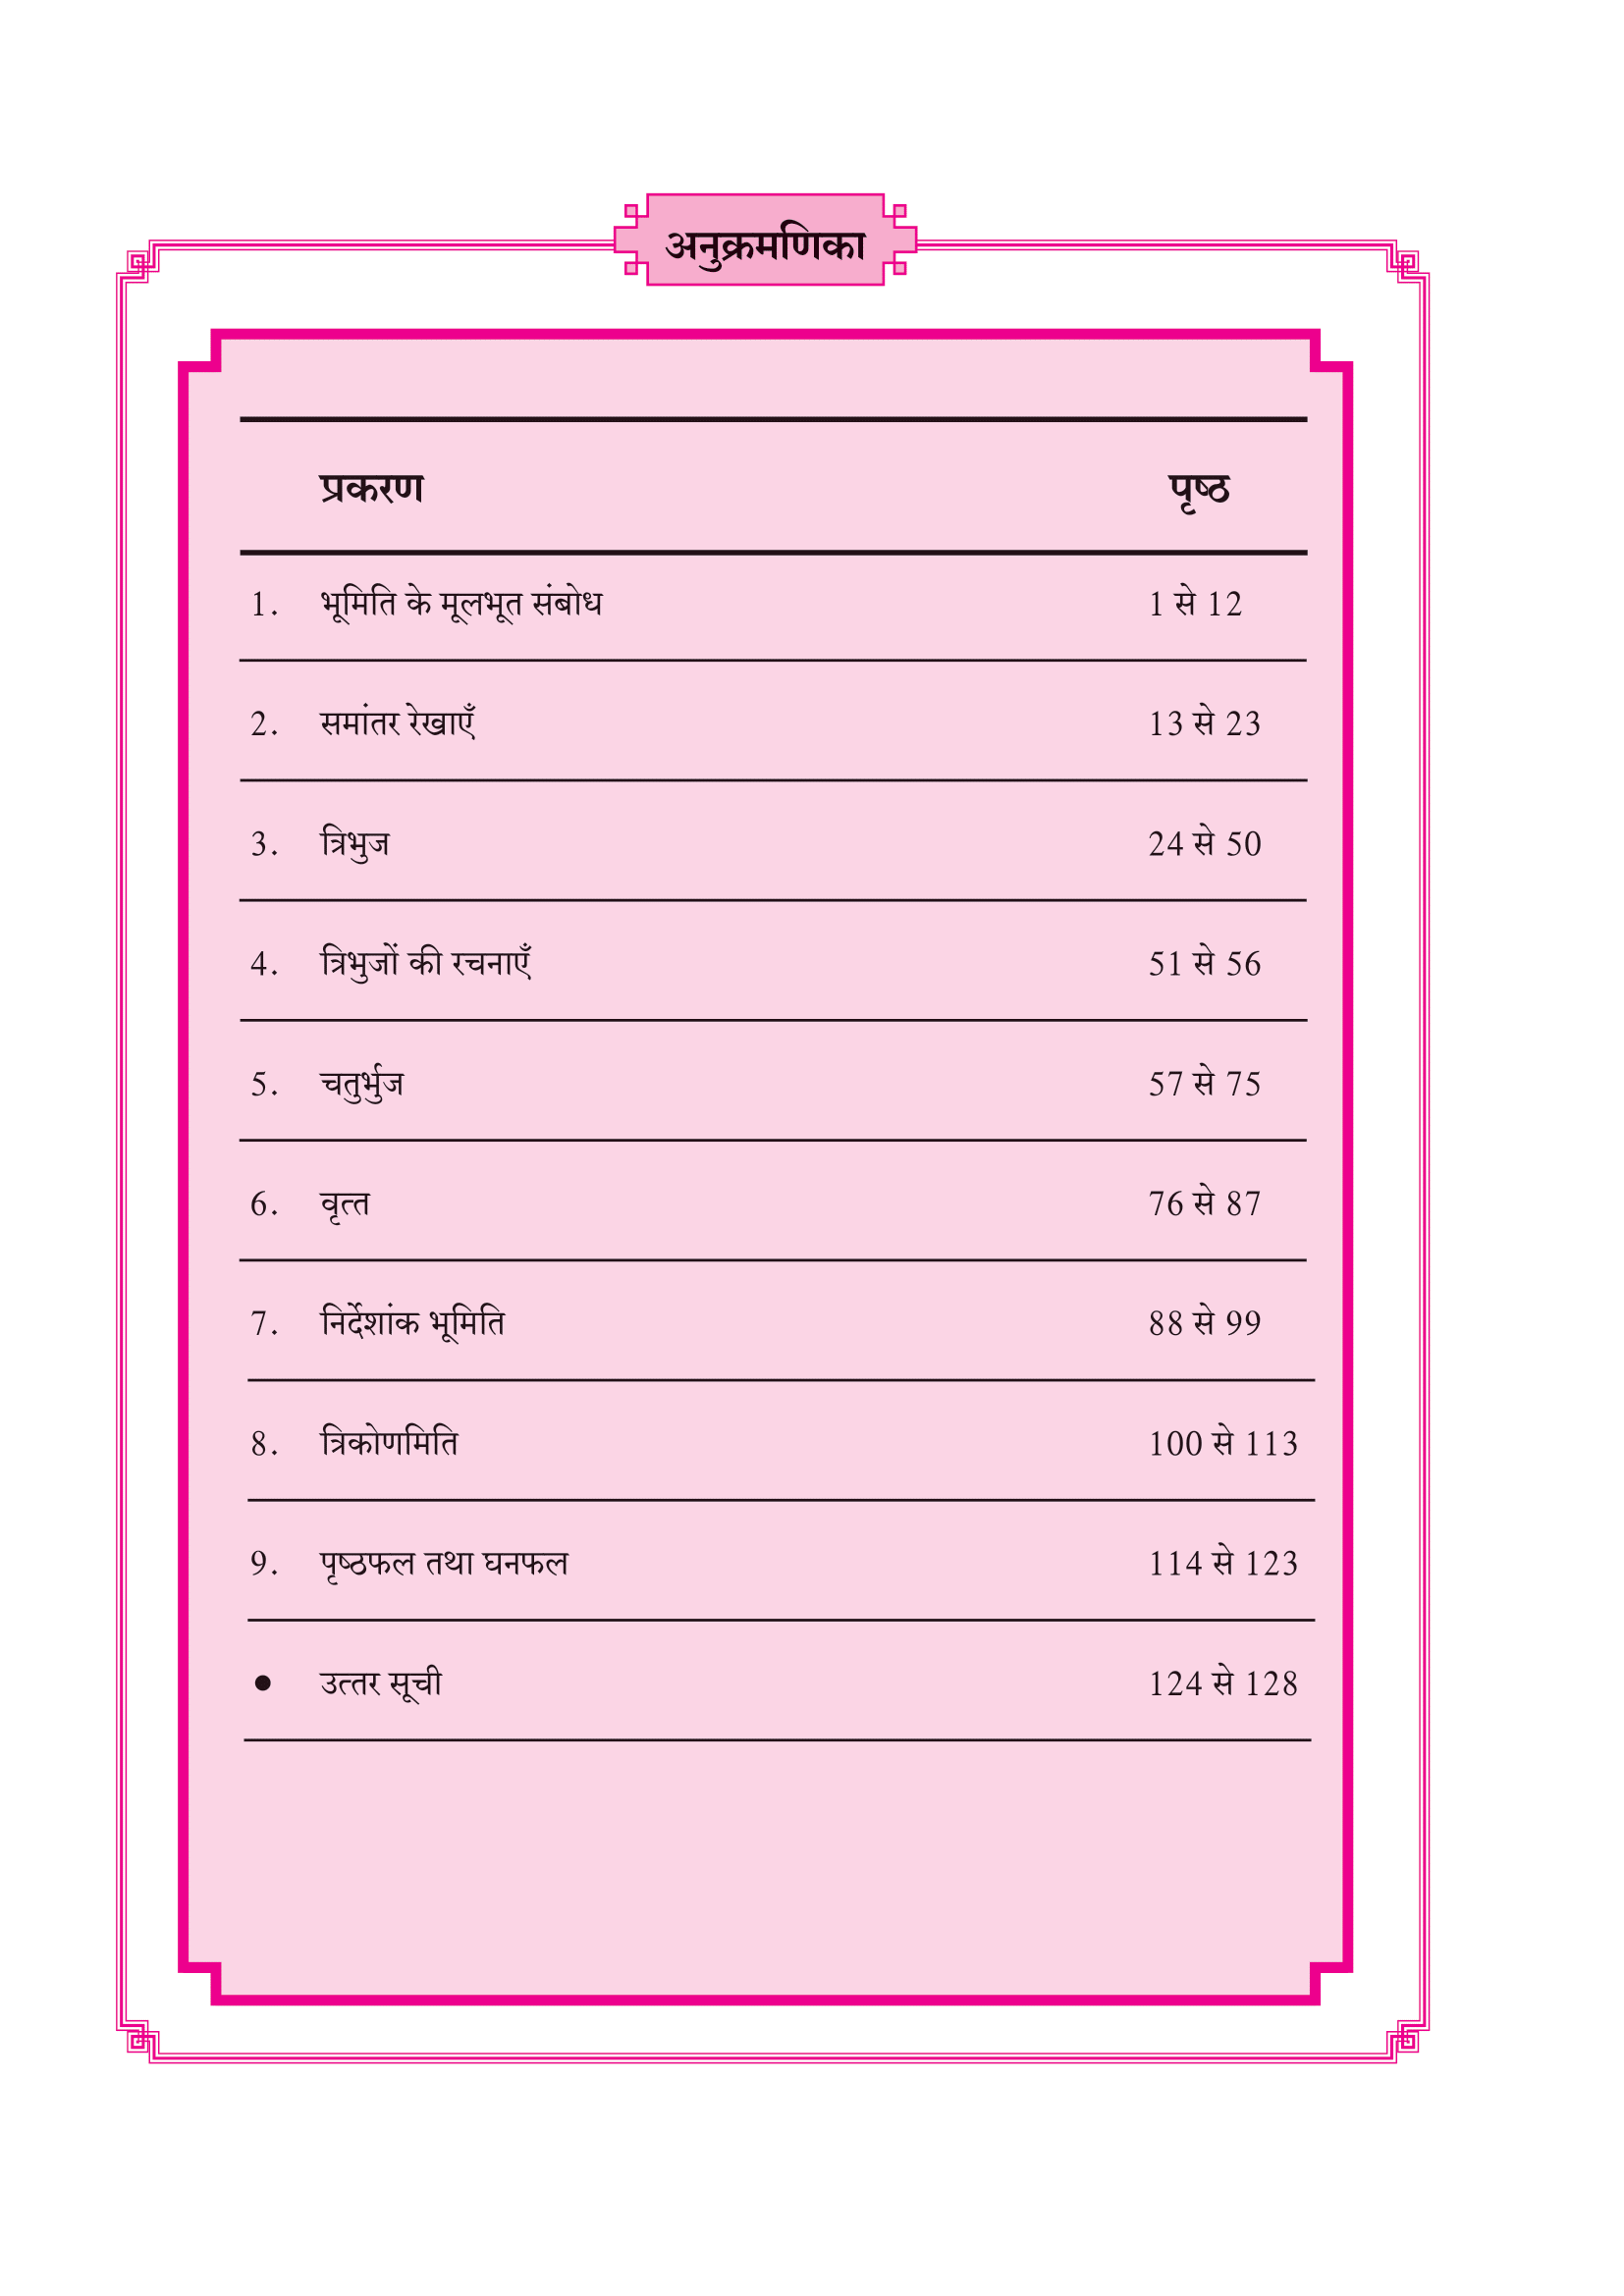 अनुक्रमणिका
प्रकरण पृष्ठ
1. भूमिति के मूलभूत संबोध 1 से 12
2. समांतर रेखाएँ 13 से 23
3. त्रिभुज 24 से 50
4. त्रिभुजों की रचनाएँ 51 से 56
5. चतुर्भुज 57 से 75
6. वृत्त 76 से 87
7. निर्देशांक भूमिति 88 से 99
8. त्रिकोणमिति 100 से 113
9. पृष्ठफल तथा घनफल 114 से 123
● उत्तर सूची 124 से 128